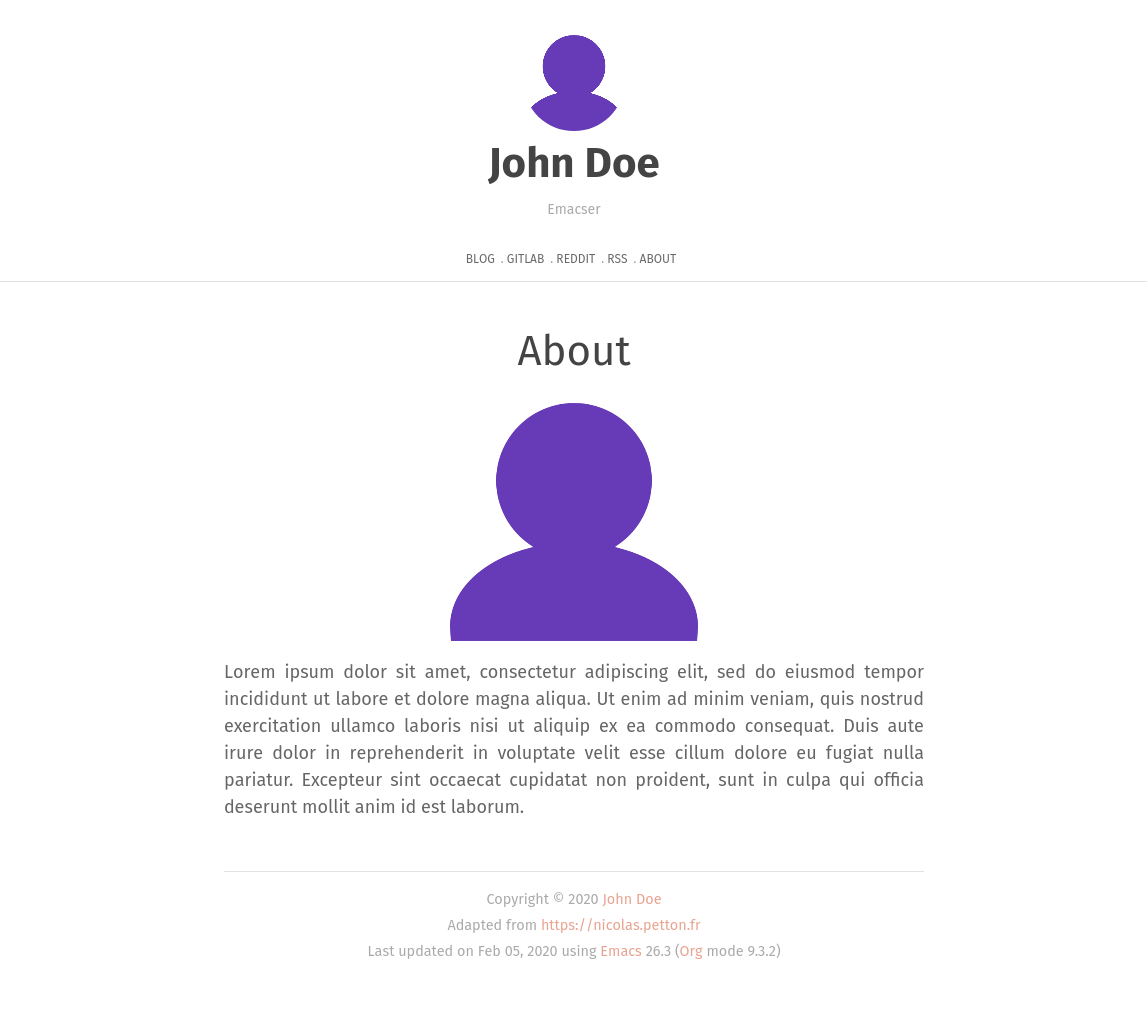 John Doe
Emacser
BLOG . GITLAB . REDDIT . RSS . ABOUT
About
Lorem ipsum dolor sit amet, consectetur adipiscing elit, sed do eiusmod tempor
incididunt ut labore et dolore magna aliqua. Ut enim ad minim veniam, quis nostrud
exercitation ullamco laboris nisi ut aliquip ex ea commodo consequat. Duis aute
irure dolor in reprehenderit in voluptate velit esse cillum dolore eu fugiat nulla
pariatur. Excepteur sint occaecat cupidatat non proident, sunt in culpa qui officia
deserunt mollit anim id est laborum.
Copyright © 2020 John Doe
Adapted from https://nicolas.petton.fr
Last updated on Feb 05, 2020 using Emacs 26.3 (Org mode 9.3.2)